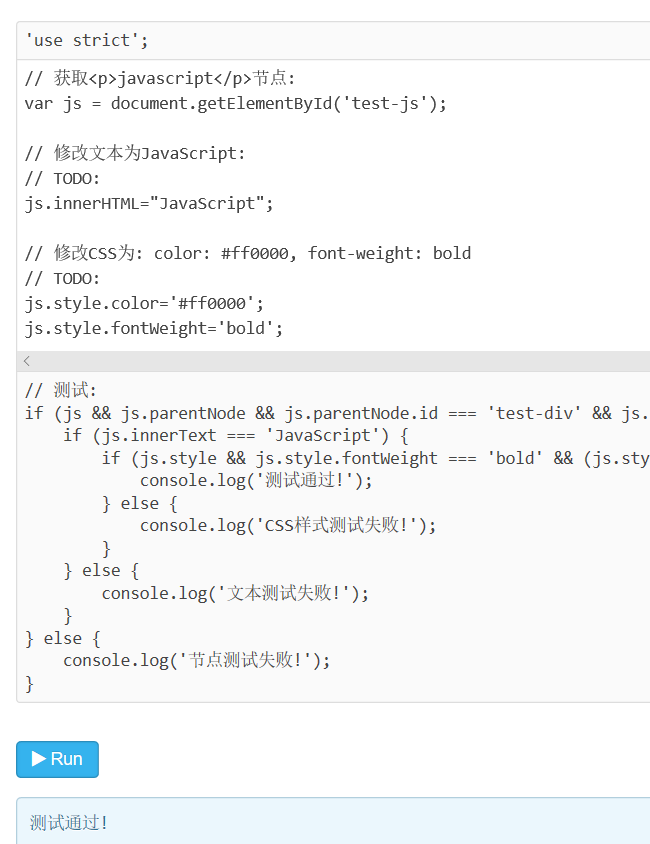 'use strict';
// 获取<p>javascript</p>节点:
var js = document.getElementById('test-js');
// 修改文本为JavaScript:
// TODO:
js.innerHTML="JavaScript";
// 修改CSS为: color: #ff0000, font-weight: bold
// TODO:
js.style.color='#ff0000';
js.style.fontWeight='bold';
// 测试:
if (js && js.parentNode && js.parentNode.id === 'test-div' && js.
if (js.innerText === 'JavaScript') {
if (js.style && js.style.fontWeight === 'bold' && (js.sty
console.log('测试通过!');
} else {
console.log('CSS样式测试失败!');
}
} else {
console.log('文本测试失败!');
}
} else {
console.log('节点测试失败!');
}
Run
测试通过!